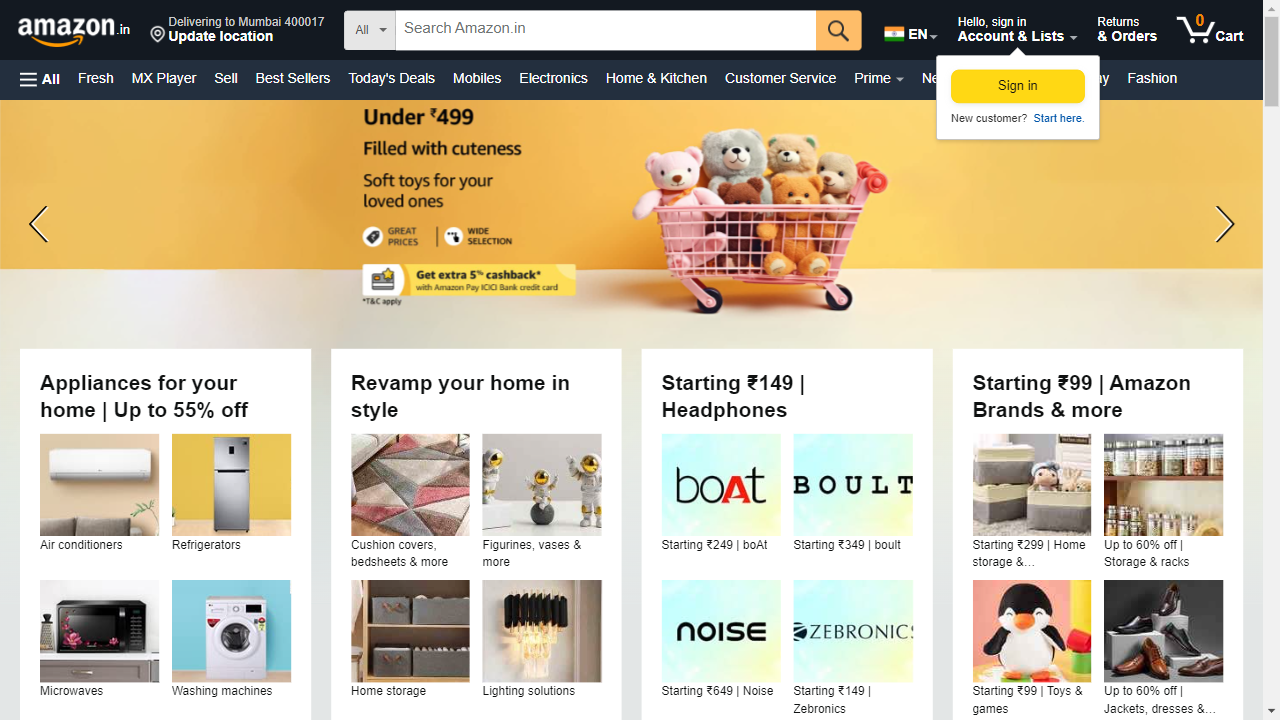 amazon.in
Delivering to Mumbai 400017
Update location
All
Search Amazon.in
EN
Hello, sign in
Account & Lists
Returns
& Orders
0
Cart
All
Fresh
MX Player
Sell
Best Sellers
Today's Deals
Mobiles
Electronics
Home & Kitchen
Customer Service
Prime
Fashion
Sign in
New customer? Start here.
Under ₹499
Filled with cuteness
Soft toys for your
loved ones
GREAT
PRICES
WIDE
SELECTION
Get extra 5% cashback*
with Amazon Pay ICICI Bank credit card
*T&C apply
Appliances for your
home | Up to 55% off
Air conditioners
Refrigerators
Microwaves
Washing machines
Revamp your home in
style
Cushion covers,
bedsheets & more
Figurines, vases &
more
Home storage
Lighting solutions
Starting ₹149 |
Headphones
boAt
BOULT
Starting ₹249 | boAt
Starting ₹349 | boult
noise
ZEBRONICS
Starting ₹649 | Noise
Starting ₹149 |
Zebronics
Starting ₹99 | Amazon
Brands & more
Starting ₹299 | Home
storage &...
Up to 60% off |
Storage & racks
Starting ₹99 | Toys &
games
Up to 60% off |
Jackets, dresses &...